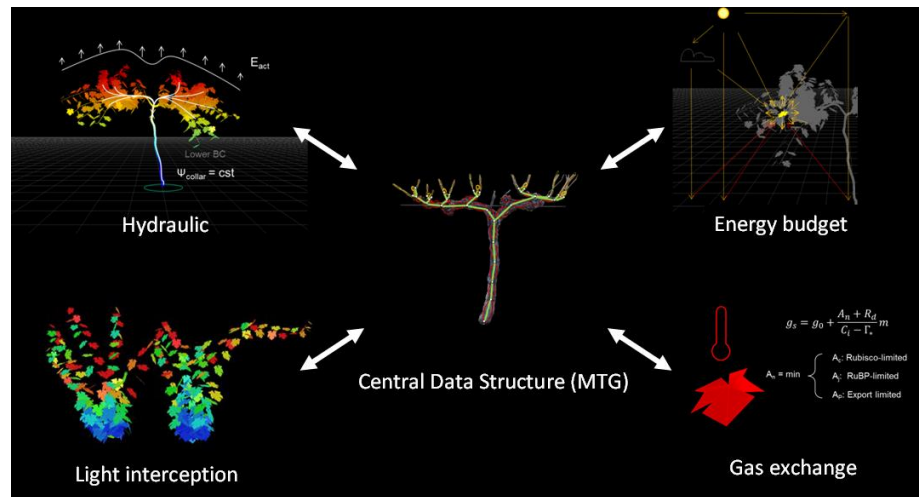 E_act
Lower BC
Ψ_collar = cst
Hydraulic
Energy budget
Light interception
Central Data Structure (MTG)
g_s = g_0 + \frac{A_n + R_d}{C_i - Γ_*} m
A_n = min
A_c: Rubisco-limited
A_j: RuBP-limited
A_P: Export limited
Gas exchange